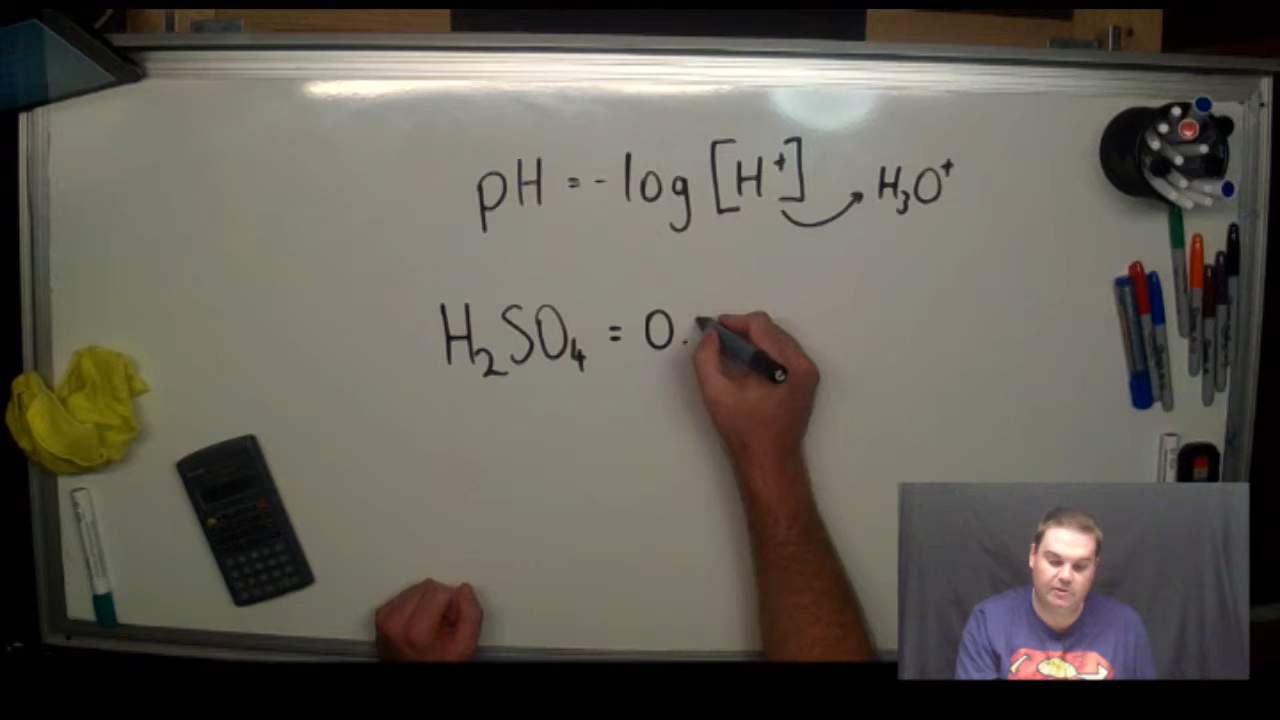 pH = -log [H⁺] → H₃O⁺
H₂SO₄ = 0.